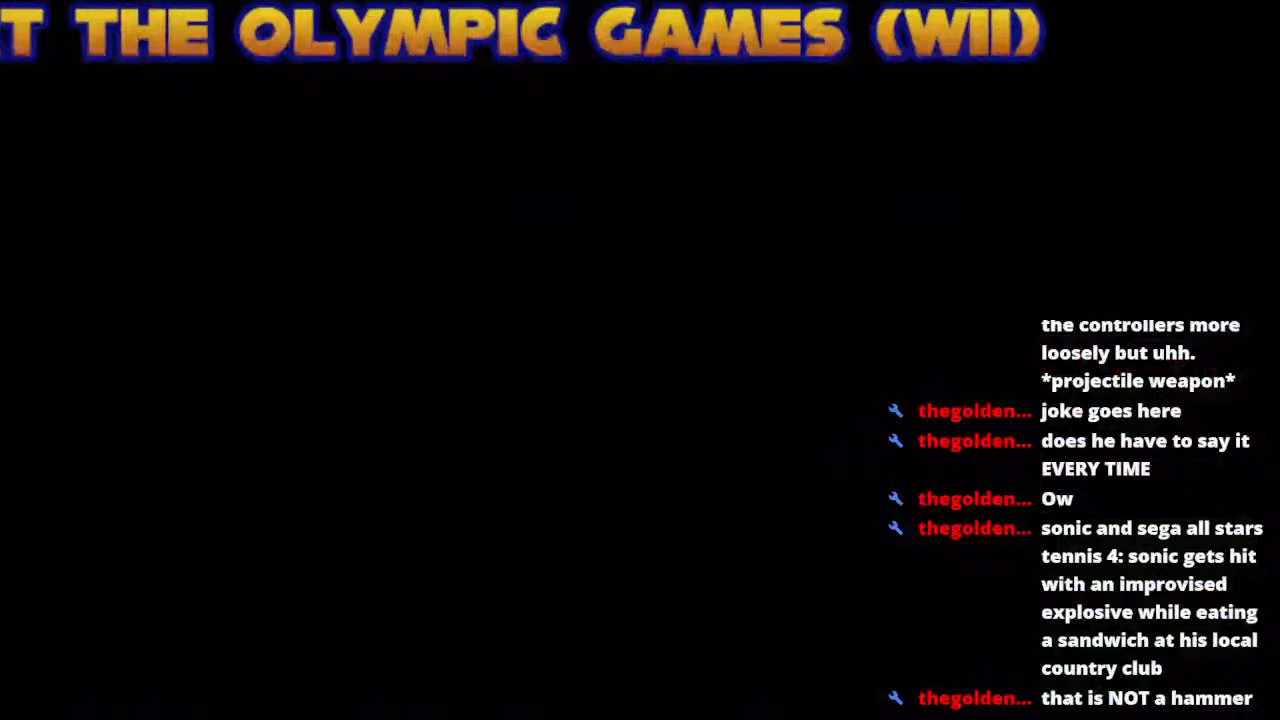 T THE OLYMPIC GAMES (WII)
the controllers more
loosely but uhh.
*projectile weapon*
thegolden... joke goes here
thegolden... does he have to say it
EVERY TIME
thegolden... Ow
thegolden... sonic and sega all stars
tennis 4: sonic gets hit
with an improvised
explosive while eating
a sandwich at his local
country club
thegolden... that is NOT a hammer